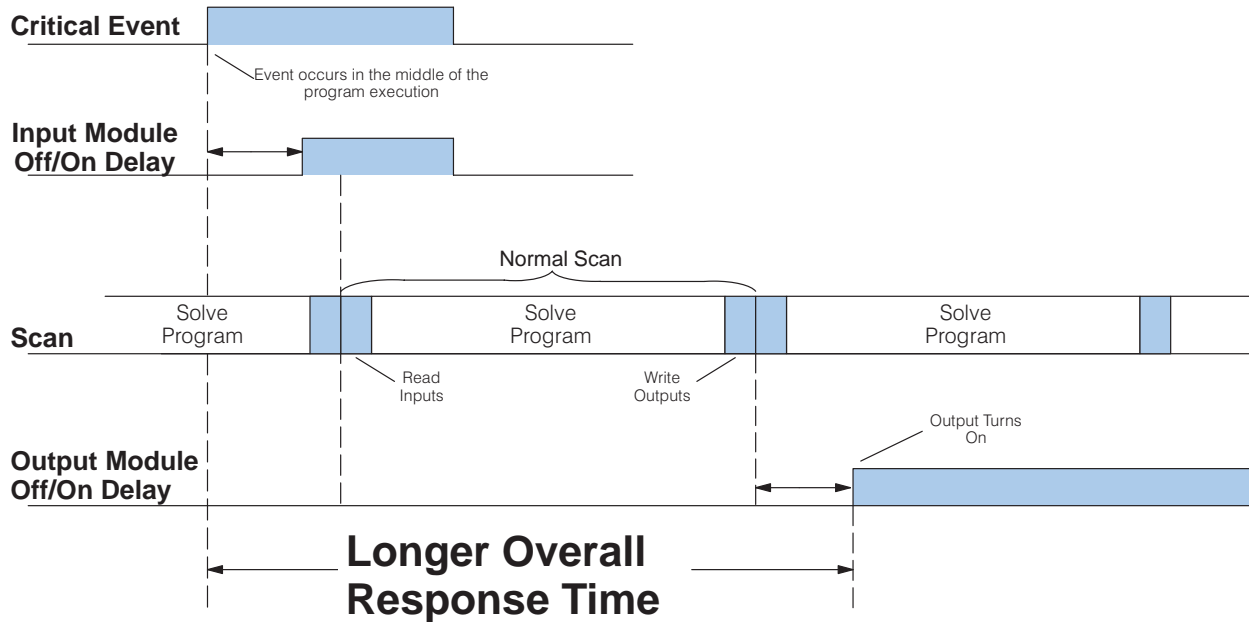 Critical Event
Event occurs in the middle of the
program execution
Input Module
Off/On Delay
Normal Scan
Scan
Solve
Program
Solve
Program
Solve
Program
Read
Inputs
Write
Outputs
Output Turns
On
Output Module
Off/On Delay
Longer Overall
Response Time